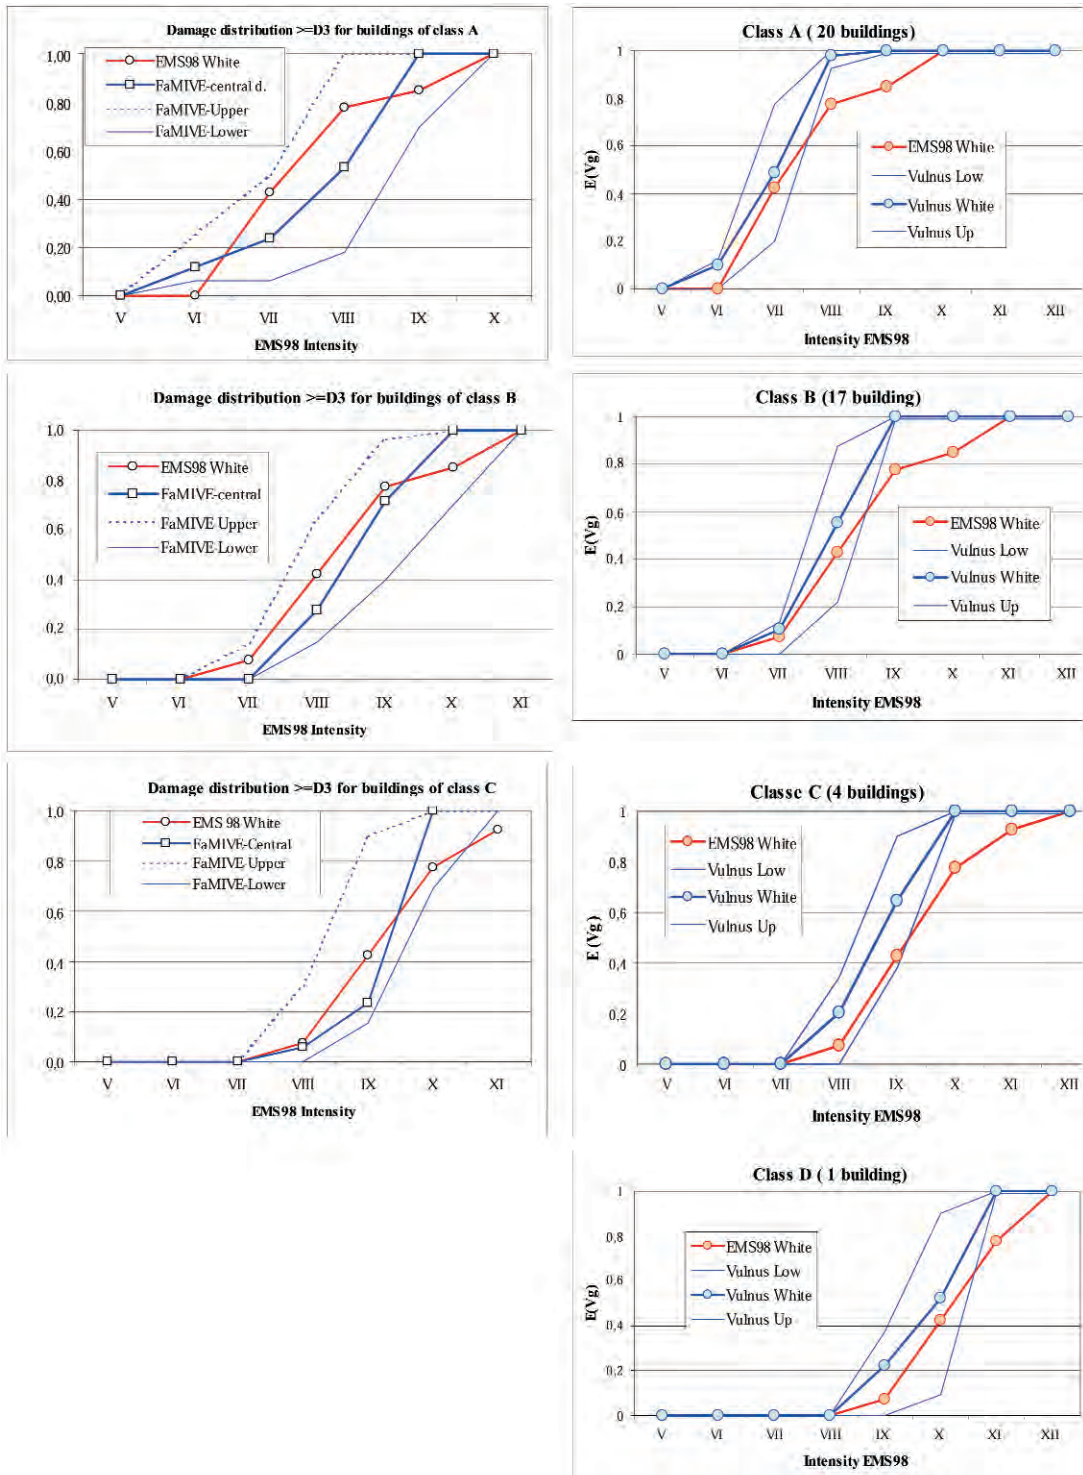 Damage distribution >=D3 for buildings of class A
1,00
0,80
0,60
0,40
0,20
0,00
EMS98 White
FaMIVE-central d.
FaMIVE-Upper
FaMIVE-Lower
V VI VII VIII IX X
EMS98 Intensity
Class A ( 20 buildings)
E(Vg)
1
0,8
0,6
0,4
0,2
0
EMS98 White
Vulnus Low
Vulnus White
Vulnus Up
V VI VII VIII IX X XI XII
Intensity EMS98
Damage distribution >=D3 for buildings of class B
1,0
0,8
0,6
0,4
0,2
0,0
EMS98 White
FaMIVE-central
FaMIVE-Upper
FaMIVE-Lower
V VI VII VIII IX X XI
EMS98 Intensity
Class B (17 building)
E(Vg)
1
0,8
0,6
0,4
0,2
0
EMS98 White
Vulnus Low
Vulnus White
Vulnus Up
V VI VII VIII IX X XI XII
Intensity EMS98
Damage distribution >=D3 for buildings of class C
1,0
0,8
0,6
0,4
0,2
0,0
EMS 98 White
FaMIVE-Central
FaMIVE-Upper
FaMIVE-Lower
V VI VII VIII IX X XI
EMS98 Intensity
Classe C (4 buildings)
E (Vg)
1
0,8
0,6
0,4
0,2
0
EMS98 White
Vulnus Low
Vulnus White
Vulnus Up
V VI VII VIII IX X XI XII
Intensity EMS98
Class D ( 1 building)
E(Vg)
1
0,8
0,6
0,4
0,2
0
EMS98 White
Vulnus Low
Vulnus White
Vulnus Up
V VI VII VIII IX X XI XII
Intensity EMS98